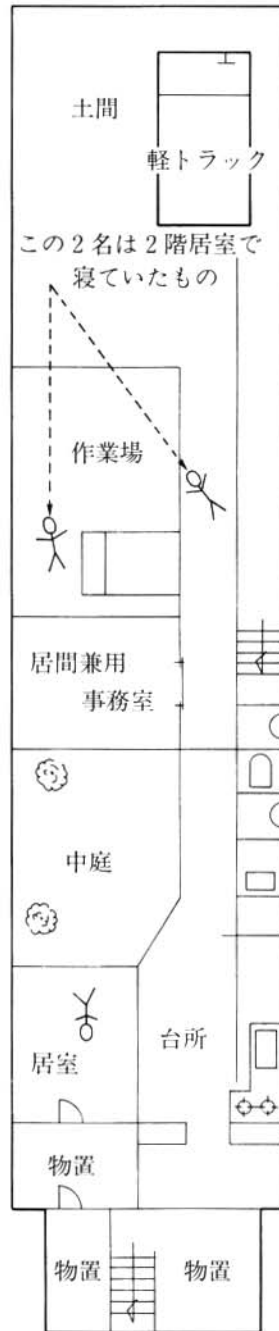 土間
軽トラック
この2名は2階居室で
寝ていたもの
作業場
居間兼用
事務室
中庭
台所
居室
物置
物置
物置